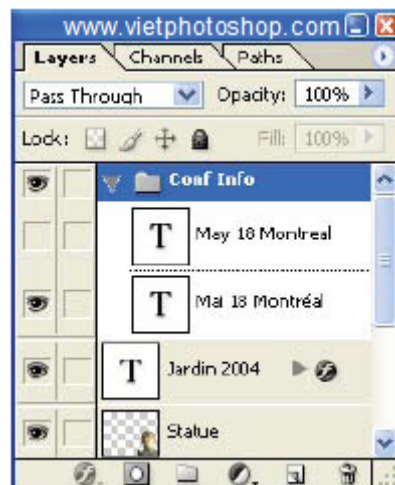 www.vietphotoshop.com
Layers Channels Paths
Pass Through Opacity: 100%
Lock: Fill: 100%
Conf Info
T May 18 Montreal
T Mai 18 Montréal
T Jardin 2004
Statue